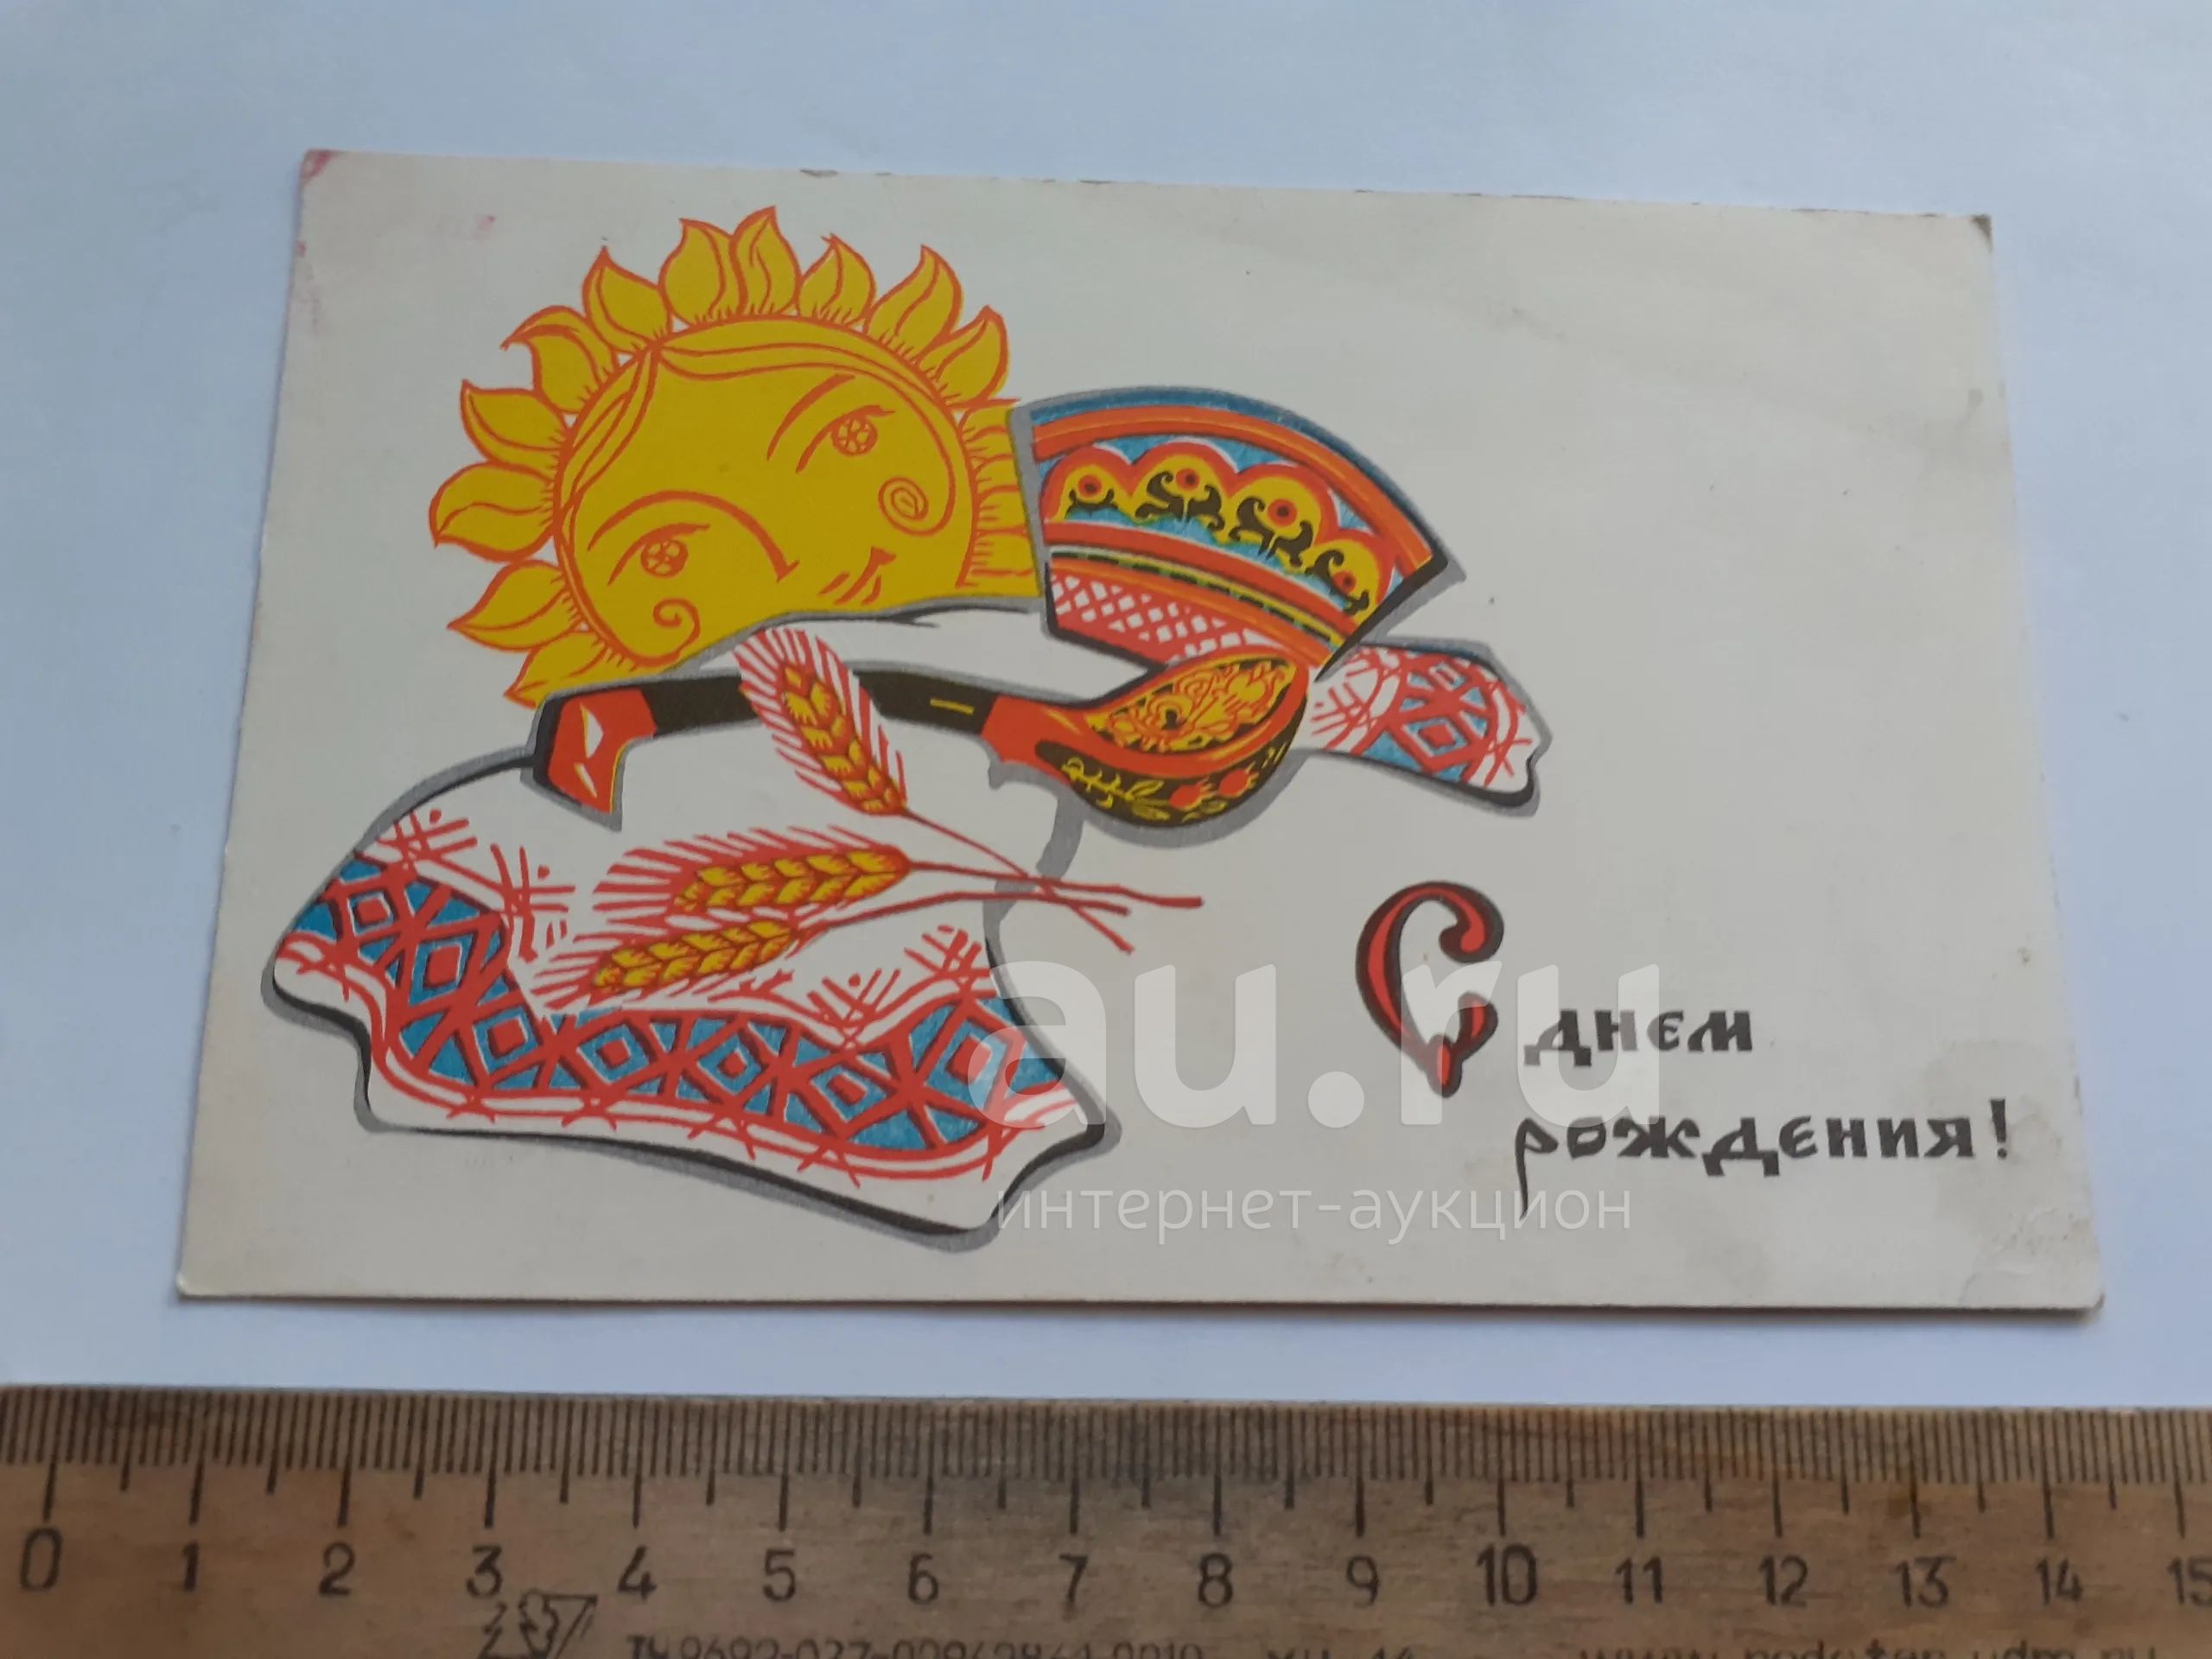 С днем
рождения!
au.ru
интернет-аукцион
0 1 2 3 4 5 6 7 8 9 10 11 12 13 14 15